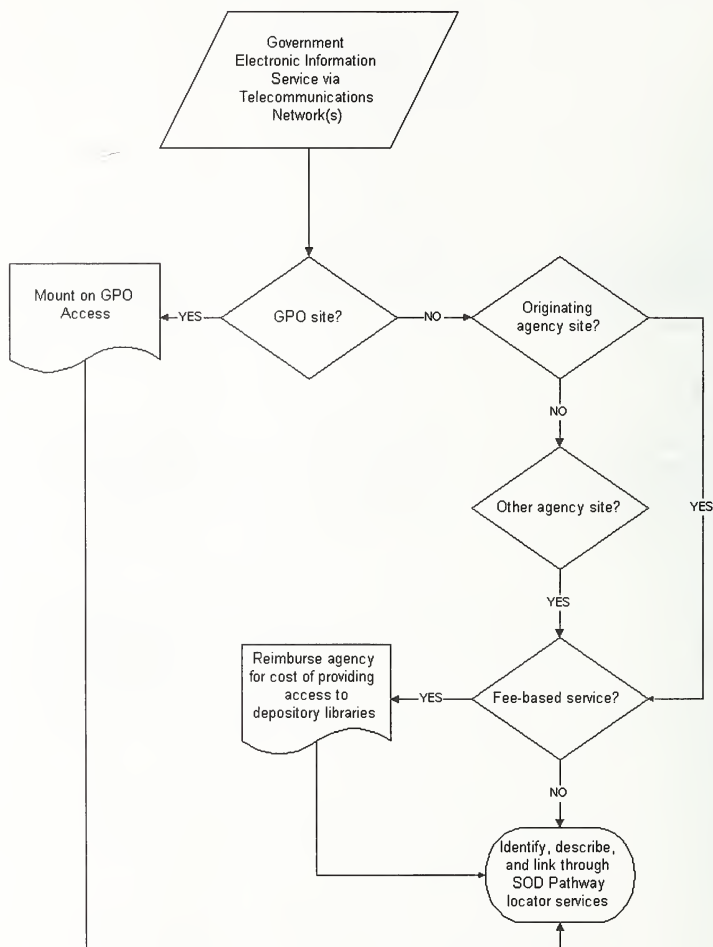 Government
Electronic Information
Service via
Telecommunications
Network(s)
Mount on GPO
Access
YES
GPO site?
NO
Originating
agency site?
NO
Other agency site?
YES
YES
Reimburse agency
for cost of providing
access to
depository libraries
YES
Fee-based service?
NO
Identify, describe,
and link through
SOD Pathway
locator services